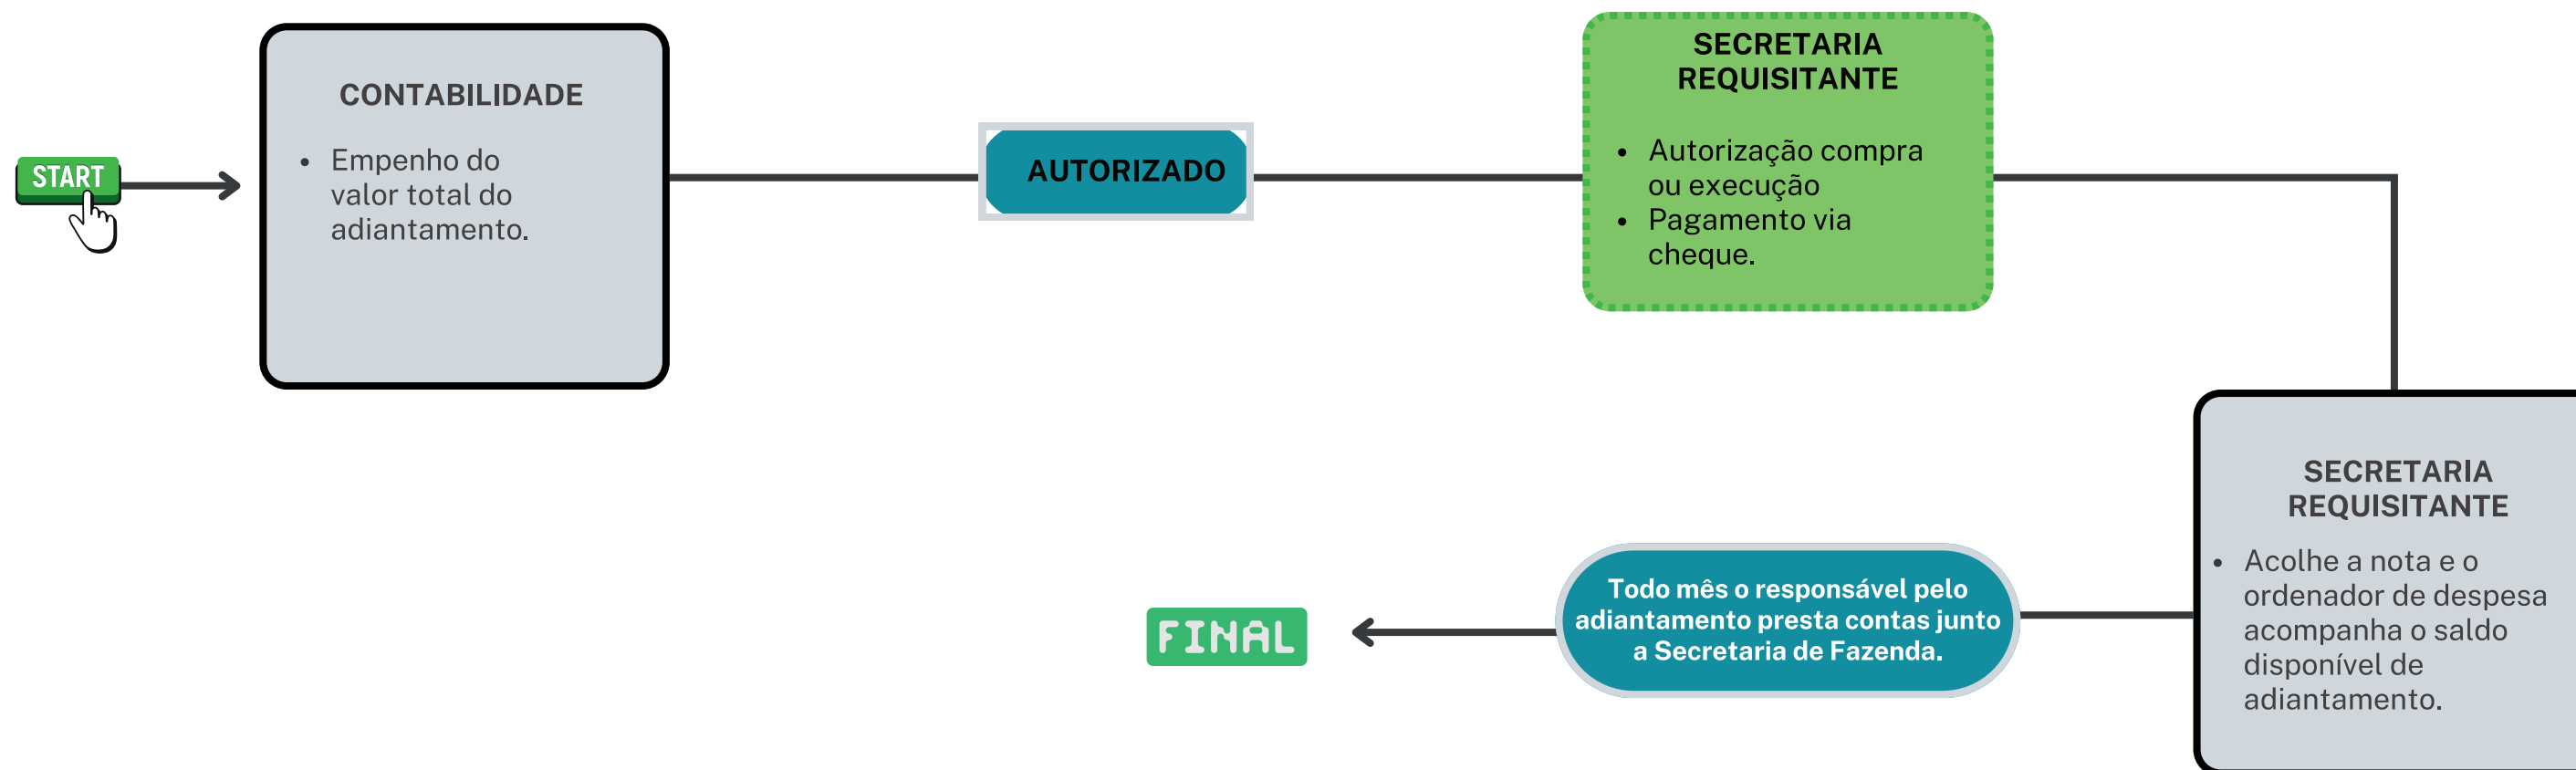 START
CONTABILIDADE
• Empenho do
valor total do
adiantamento.
AUTORIZADO
SECRETARIA
REQUISITANTE
• Autorização compra
ou execução
• Pagamento via
cheque.
SECRETARIA
REQUISITANTE
• Acolhe a nota e o
ordenador de despesa
acompanha o saldo
disponível de
adiantamento.
Todo mês o responsável pelo
adiantamento presta contas junto
a Secretaria de Fazenda.
FINAL